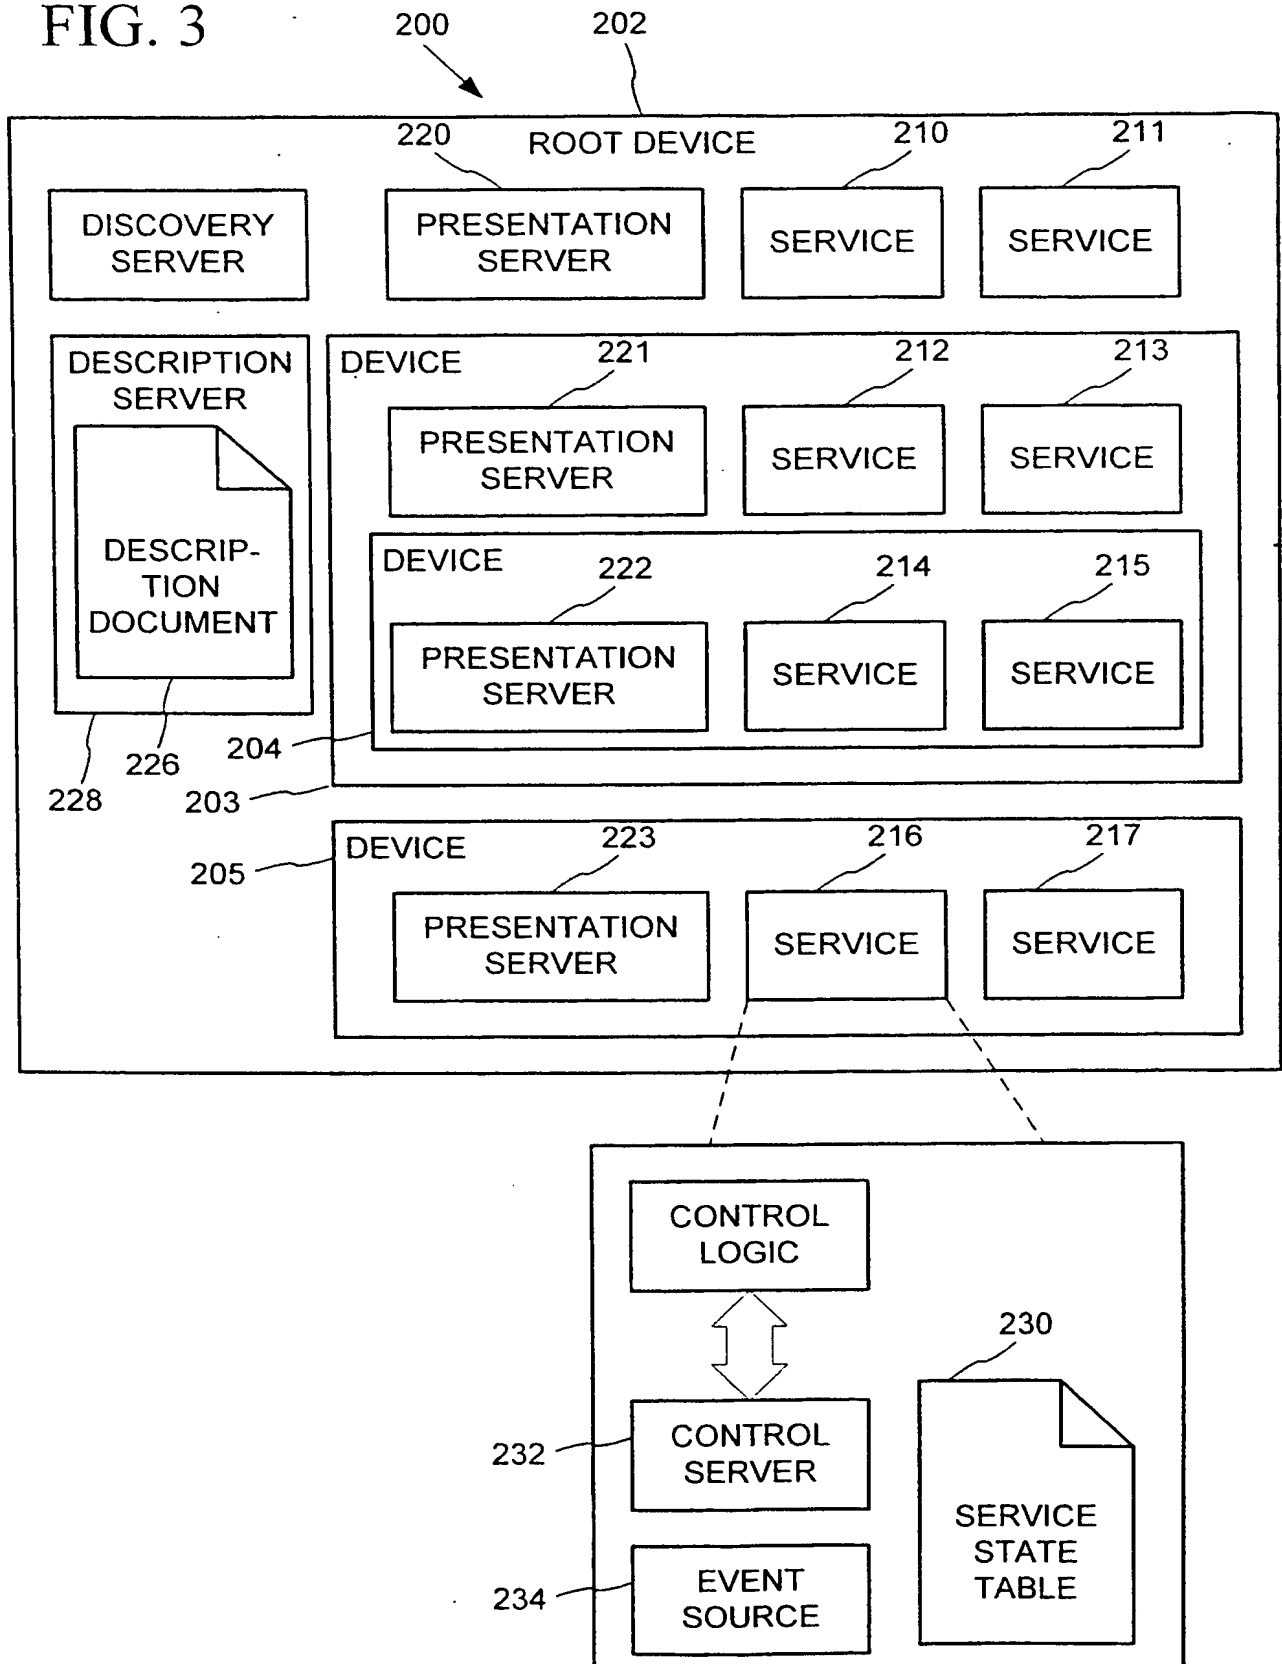 FIG. 3
200
202
ROOT DEVICE
220
210
211
DISCOVERY
SERVER
PRESENTATION
SERVER
SERVICE
SERVICE
DESCRIPTION
SERVER
DESCRIP-
TION
DOCUMENT
226
228
DEVICE
221
212
213
PRESENTATION
SERVER
SERVICE
SERVICE
DEVICE
222
214
215
PRESENTATION
SERVER
SERVICE
SERVICE
204
203
DEVICE
205
223
216
217
PRESENTATION
SERVER
SERVICE
SERVICE
CONTROL
LOGIC
230
232
CONTROL
SERVER
SERVICE
STATE
TABLE
234
EVENT
SOURCE